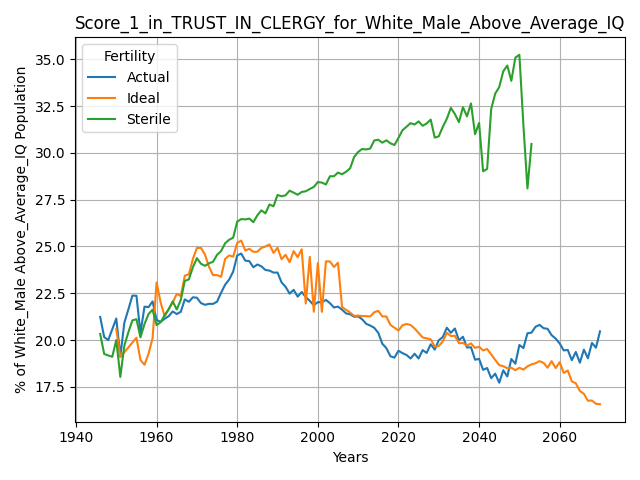 Score_1_in_TRUST_IN_CLERGY_for_White_Male_Above_Average_IQ
Fertility
Actual
Ideal
Sterile
% of White_Male Above_Average_IQ Population
35.0
32.5
30.0
27.5
25.0
22.5
20.0
17.5
1940
1960
1980
2000
2020
2040
2060
Years